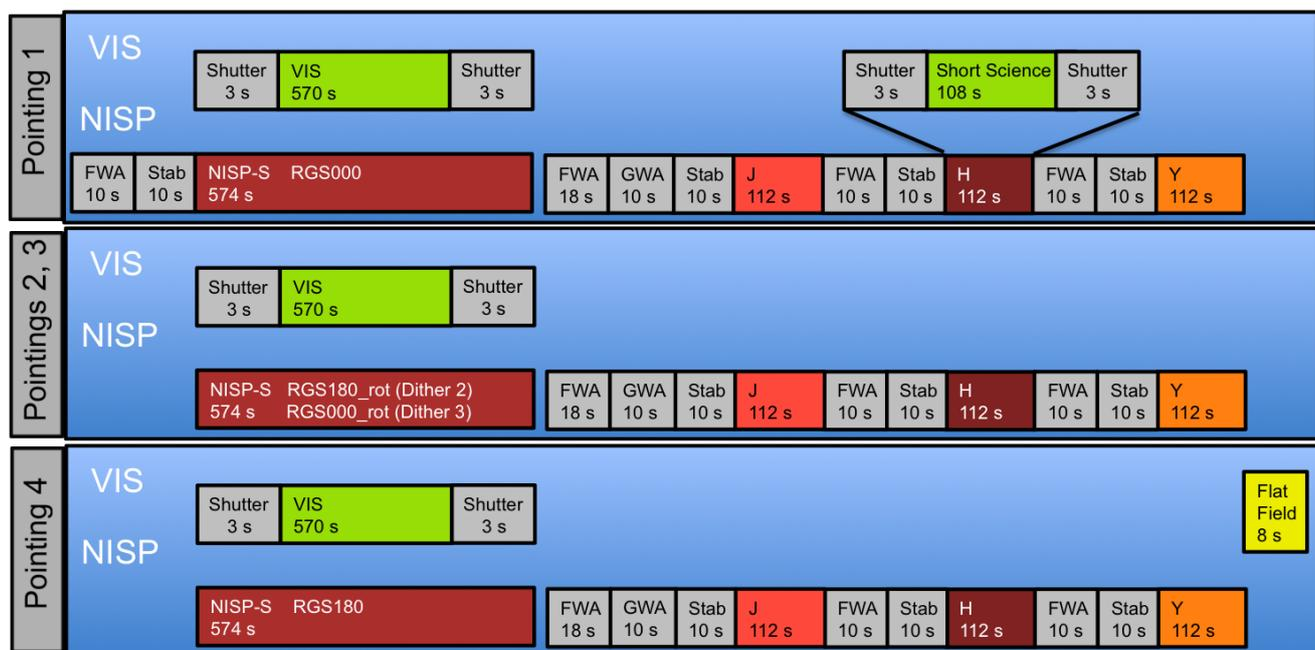 Pointing 1
VIS
NISP
Shutter
3 s
VIS
570 s
Shutter
3 s
Shutter
3 s
Short Science
108 s
Shutter
3 s
FWA
10 s
Stab
10 s
NISP-S RGS000
574 s
FWA
18 s
GWA
10 s
Stab
10 s
J
112 s
FWA
10 s
Stab
10 s
H
112 s
FWA
10 s
Stab
10 s
Y
112 s
Pointings 2, 3
VIS
NISP
Shutter
3 s
VIS
570 s
Shutter
3 s
NISP-S RGS180_rot (Dither 2)
574 s RGS000_rot (Dither 3)
FWA
18 s
GWA
10 s
Stab
10 s
J
112 s
FWA
10 s
Stab
10 s
H
112 s
FWA
10 s
Stab
10 s
Y
112 s
Pointing 4
VIS
NISP
Shutter
3 s
VIS
570 s
Shutter
3 s
Flat
Field
8 s
NISP-S RGS180
574 s
FWA
18 s
GWA
10 s
Stab
10 s
J
112 s
FWA
10 s
Stab
10 s
H
112 s
FWA
10 s
Stab
10 s
Y
112 s